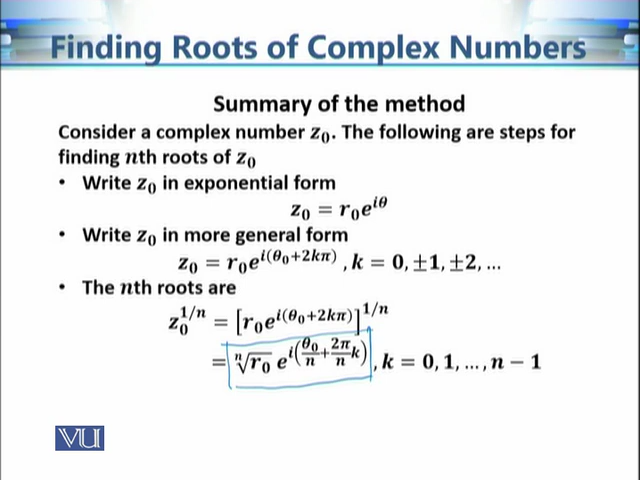 Finding Roots of Complex Numbers
Summary of the method
Consider a complex number z₀. The following are steps for
finding nth roots of z₀
• Write z₀ in exponential form
z₀ = r₀e^{iθ}
• Write z₀ in more general form
z₀ = r₀e^{i(θ₀+2kπ)}, k = 0, ±1, ±2, ...
• The nth roots are
z₀^{1/n} = [r₀e^{i(θ₀+2kπ)}]^{1/n}
= ⁿ√r₀ e^{i(θ₀/n + 2π/n k)}, k = 0, 1, ..., n − 1
VU